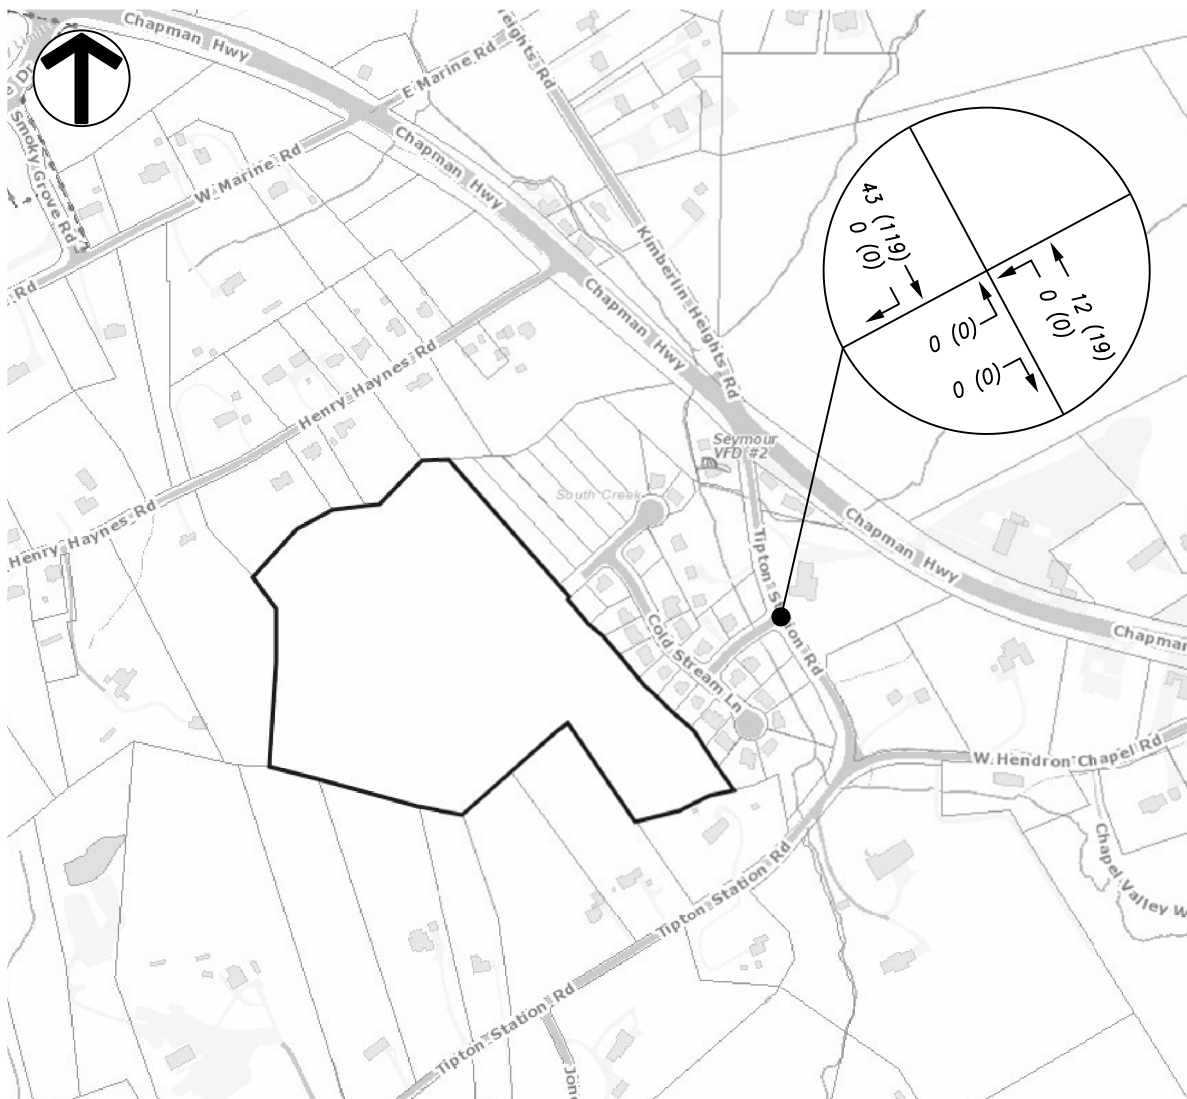 Chapman Hwy
E Marine Rd
Heights Rd
Smoky Grove Rd
W Marine Rd
Chapman Hwy
Kimberlin Heights Rd
Chapman Hwy
Rd
Henry Haynes Rd
43 (119)
0 (0)
12 (19)
0 (0)
0 (0)
0 (0)
Seymour
VFD #2
South Creek
Henry Haynes Rd
Chapman Hwy
Tipton Station Rd
Cold Stream Ln
Chapman
W Hendron Chapel Rd
Chapel Valley W
Tipton Station Rd
Tipton Station Rd
Jon